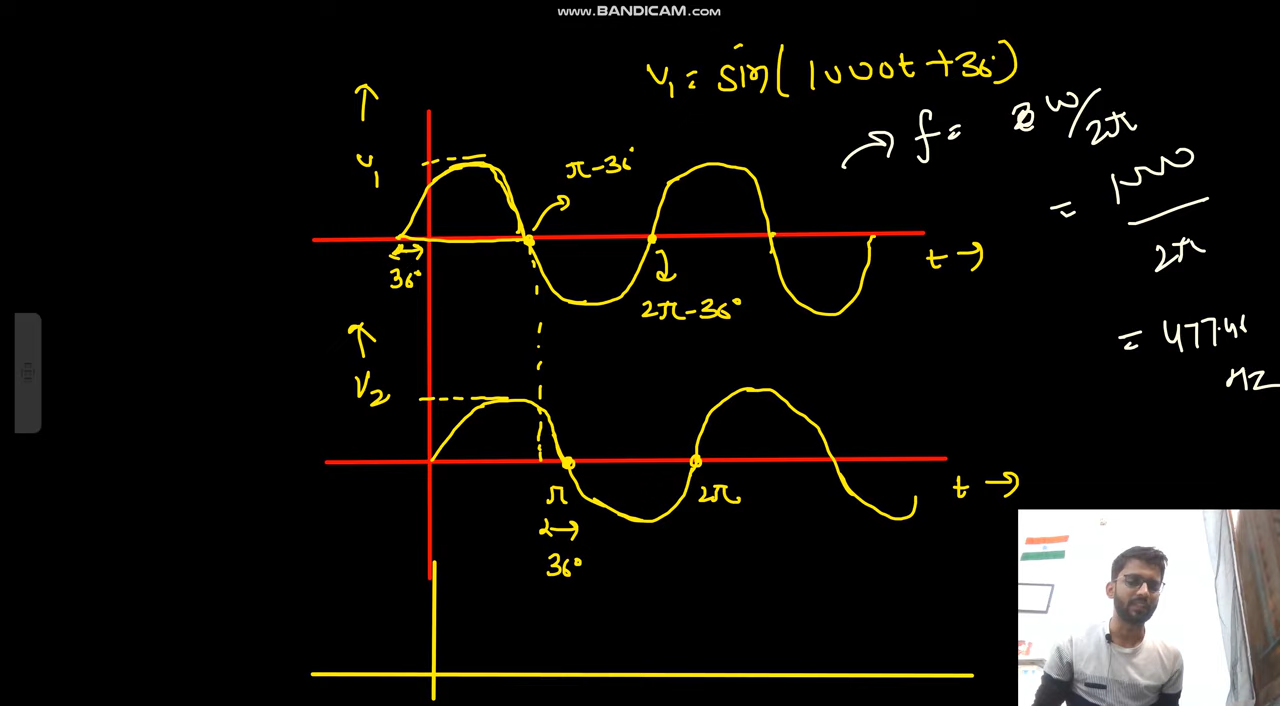 www.BANDICAM.com
v₁ = sin(1000t + 36°)
f = ω/2π
= 1000
2π
= 477.46
HZ
V₁
π-36°
36°
2π-36°
t →
V₂
π
2π
t →
36°